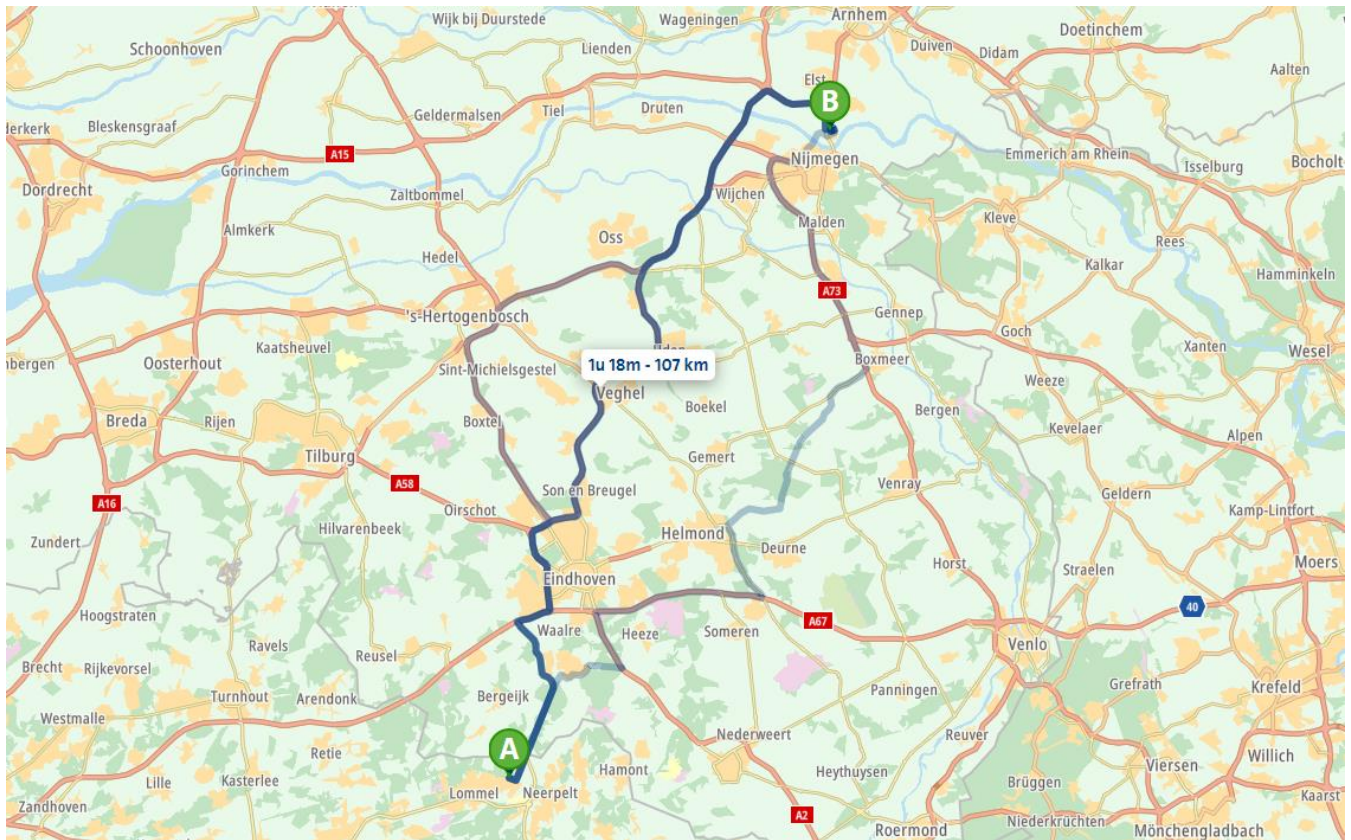 Wijk bij Duurstede
Wageningen
Arnhem
Doetinchem
Schoonhoven
Lienden
Duiven
Didam
Aalten
Elst
B
Tiel
Druten
Geldermalsen
Bleskensgraaf
A15
Gorinchem
Nijmegen
Emmerich am Rhein
Isselburg
Bocholt
Dordrecht
Zaltbommel
Wijchen
Kleve
Almkerk
Malden
Rees
Oss
Hedel
Kalkar
Hamminkeln
A73
's-Hertogenbosch
Gennep
Goch
Xanten
Wesel
Oosterhout
Kaatsheuvel
Boxmeer
Sint-Michielsgestel
1u 18m - 107 km
Weeze
Veghel
Boekel
Bergen
Breda
Rijen
Boxtel
Kevelaer
Alpen
Tilburg
Gemert
A58
Venray
Geldern
Son en Breugel
A16
Oirschot
Kamp-Lintfort
Hilvarenbeek
Helmond
Zundert
Deurne
Moers
Horst
Straelen
Eindhoven
Hoogstraten
40
A67
Waalre
Heeze
Someren
Ravels
Venlo
Reusel
Brecht
Rijkevorsel
Grefrath
Krefeld
Turnhout
Arendonk
Bergeijk
Panningen
Westmalle
Nederweert
Reuver
A
Retie
Willich
Hamont
Heythuysen
Viersen
Lille
Kasterlee
Lommel
Neerpelt
Brüggen
Kaarst
Zandhoven
A2
Roermond
Niederkrüchten
Mönchengladbach